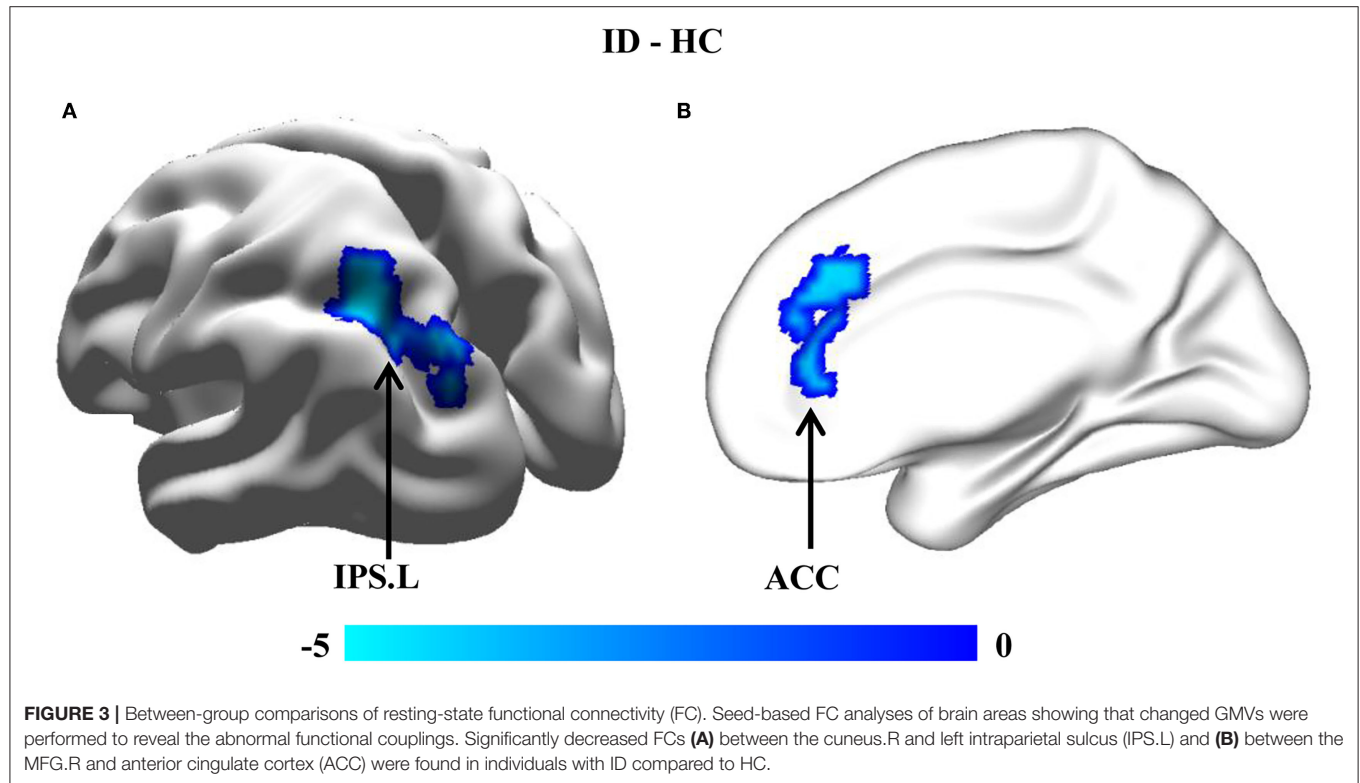 ID - HC
A
B
IPS.L
ACC
-5
0
FIGURE 3 | Between-group comparisons of resting-state functional connectivity (FC). Seed-based FC analyses of brain areas showing that changed GMVs were
performed to reveal the abnormal functional couplings. Significantly decreased FCs (A) between the cuneus.R and left intraparietal sulcus (IPS.L) and (B) between the
MFG.R and anterior cingulate cortex (ACC) were found in individuals with ID compared to HC.